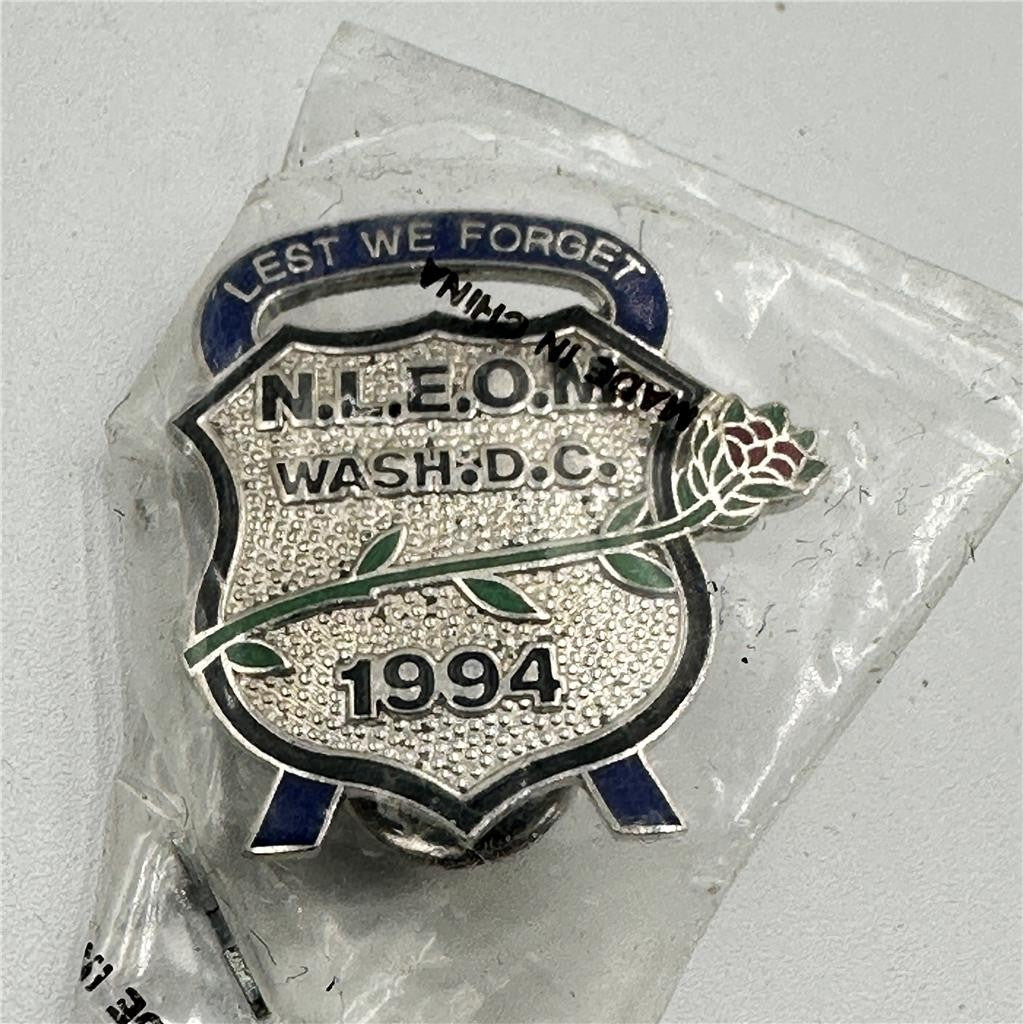 LEST WE FORGET
N.L.E.O.M.
WASH. D.C.
1994
MADE IN CHINA